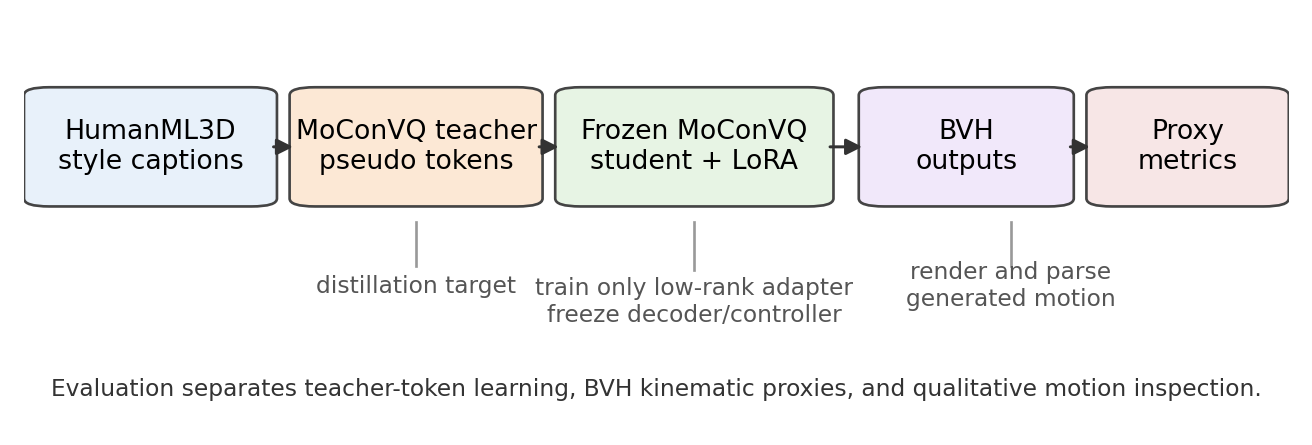 HumanML3D
style captions
MoConVQ teacher
pseudo tokens
Frozen MoConVQ
student + LoRA
BVH
outputs
Proxy
metrics
distillation target
train only low-rank adapter
freeze decoder/controller
render and parse
generated motion
Evaluation separates teacher-token learning, BVH kinematic proxies, and qualitative motion inspection.